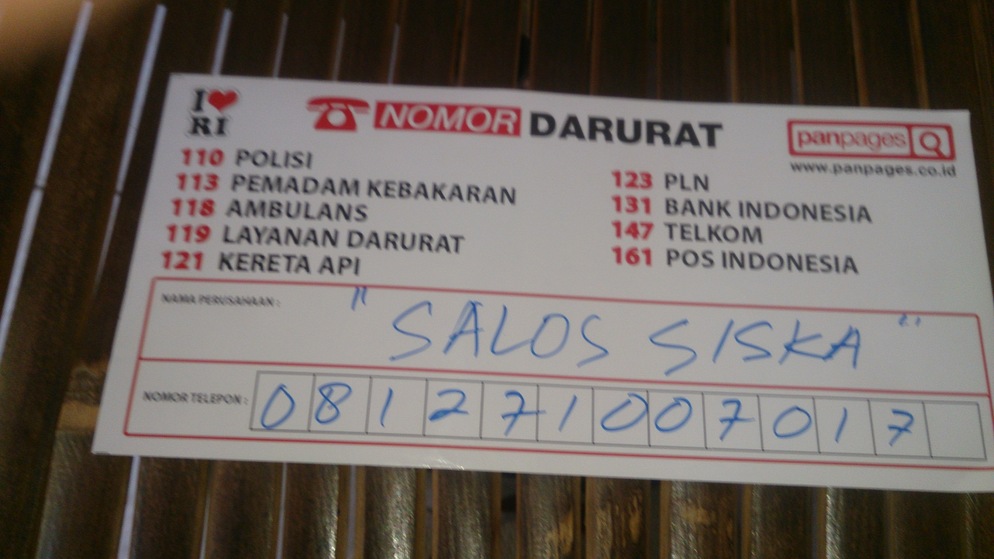 I ❤ RI
NOMOR DARURAT
panpages
www.panpages.co.id
110 POLISI
113 PEMADAM KEBAKARAN
118 AMBULANS
119 LAYANAN DARURAT
121 KERETA API
123 PLN
131 BANK INDONESIA
147 TELKOM
161 POS INDONESIA
NAMA PERUSAHAAN :
"SALOS SISKA"
NOMOR TELEPON : 081271007017